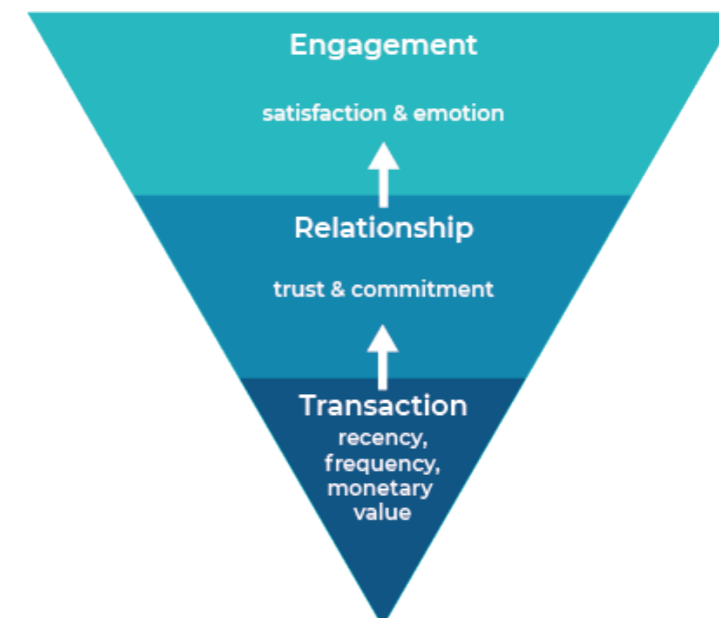 Engagement
satisfaction & emotion
Relationship
trust & commitment
Transaction
recency,
frequency,
monetary
value